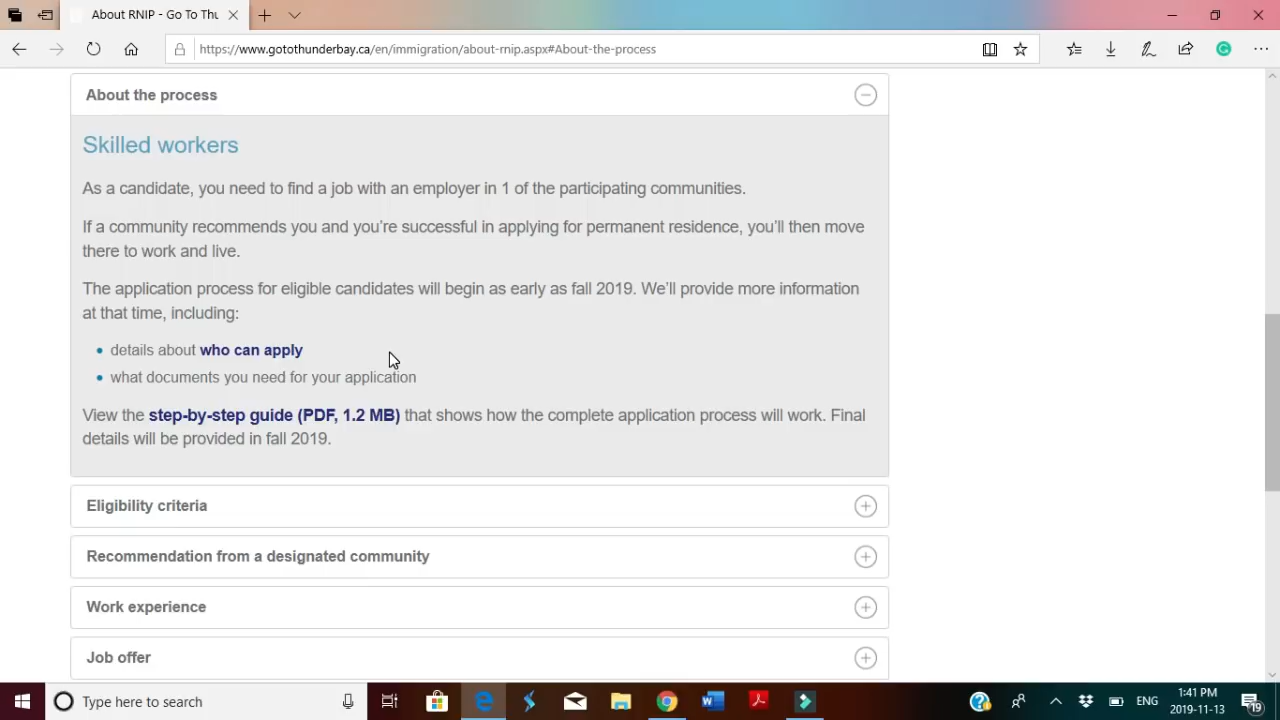 About RNIP - Go To Thu
https://www.gotothunderbay.ca/en/immigration/about-rnip.aspx#About-the-process
About the process
Skilled workers
As a candidate, you need to find a job with an employer in 1 of the participating communities.
If a community recommends you and you're successful in applying for permanent residence, you'll then move
there to work and live.
The application process for eligible candidates will begin as early as fall 2019. We'll provide more information
at that time, including:
details about who can apply
what documents you need for your application
View the step-by-step guide (PDF, 1.2 MB) that shows how the complete application process will work. Final
details will be provided in fall 2019.
Eligibility criteria
Recommendation from a designated community
Work experience
Job offer
Type here to search
ENG
1:41 PM
2019-11-13
19